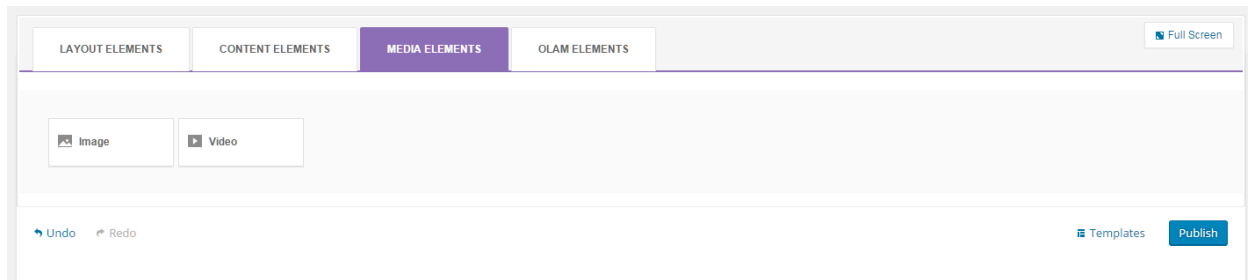 LAYOUT ELEMENTS CONTENT ELEMENTS MEDIA ELEMENTS OLAM ELEMENTS Full Screen
Image Video
Undo Redo Templates Publish